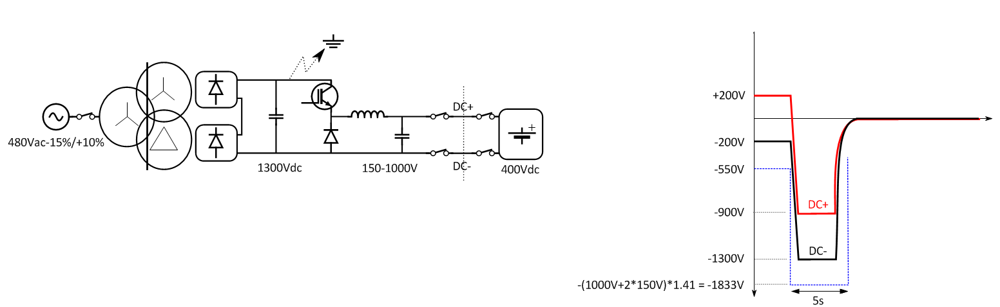 480Vac-15%/+10%
1300Vdc
150-1000V
DC+
DC-
+
400Vdc
+200V
-200V
-550V
-900V
-1300V
-(1000V+2*150V)*1.41 = -1833V
DC+
DC-
5s